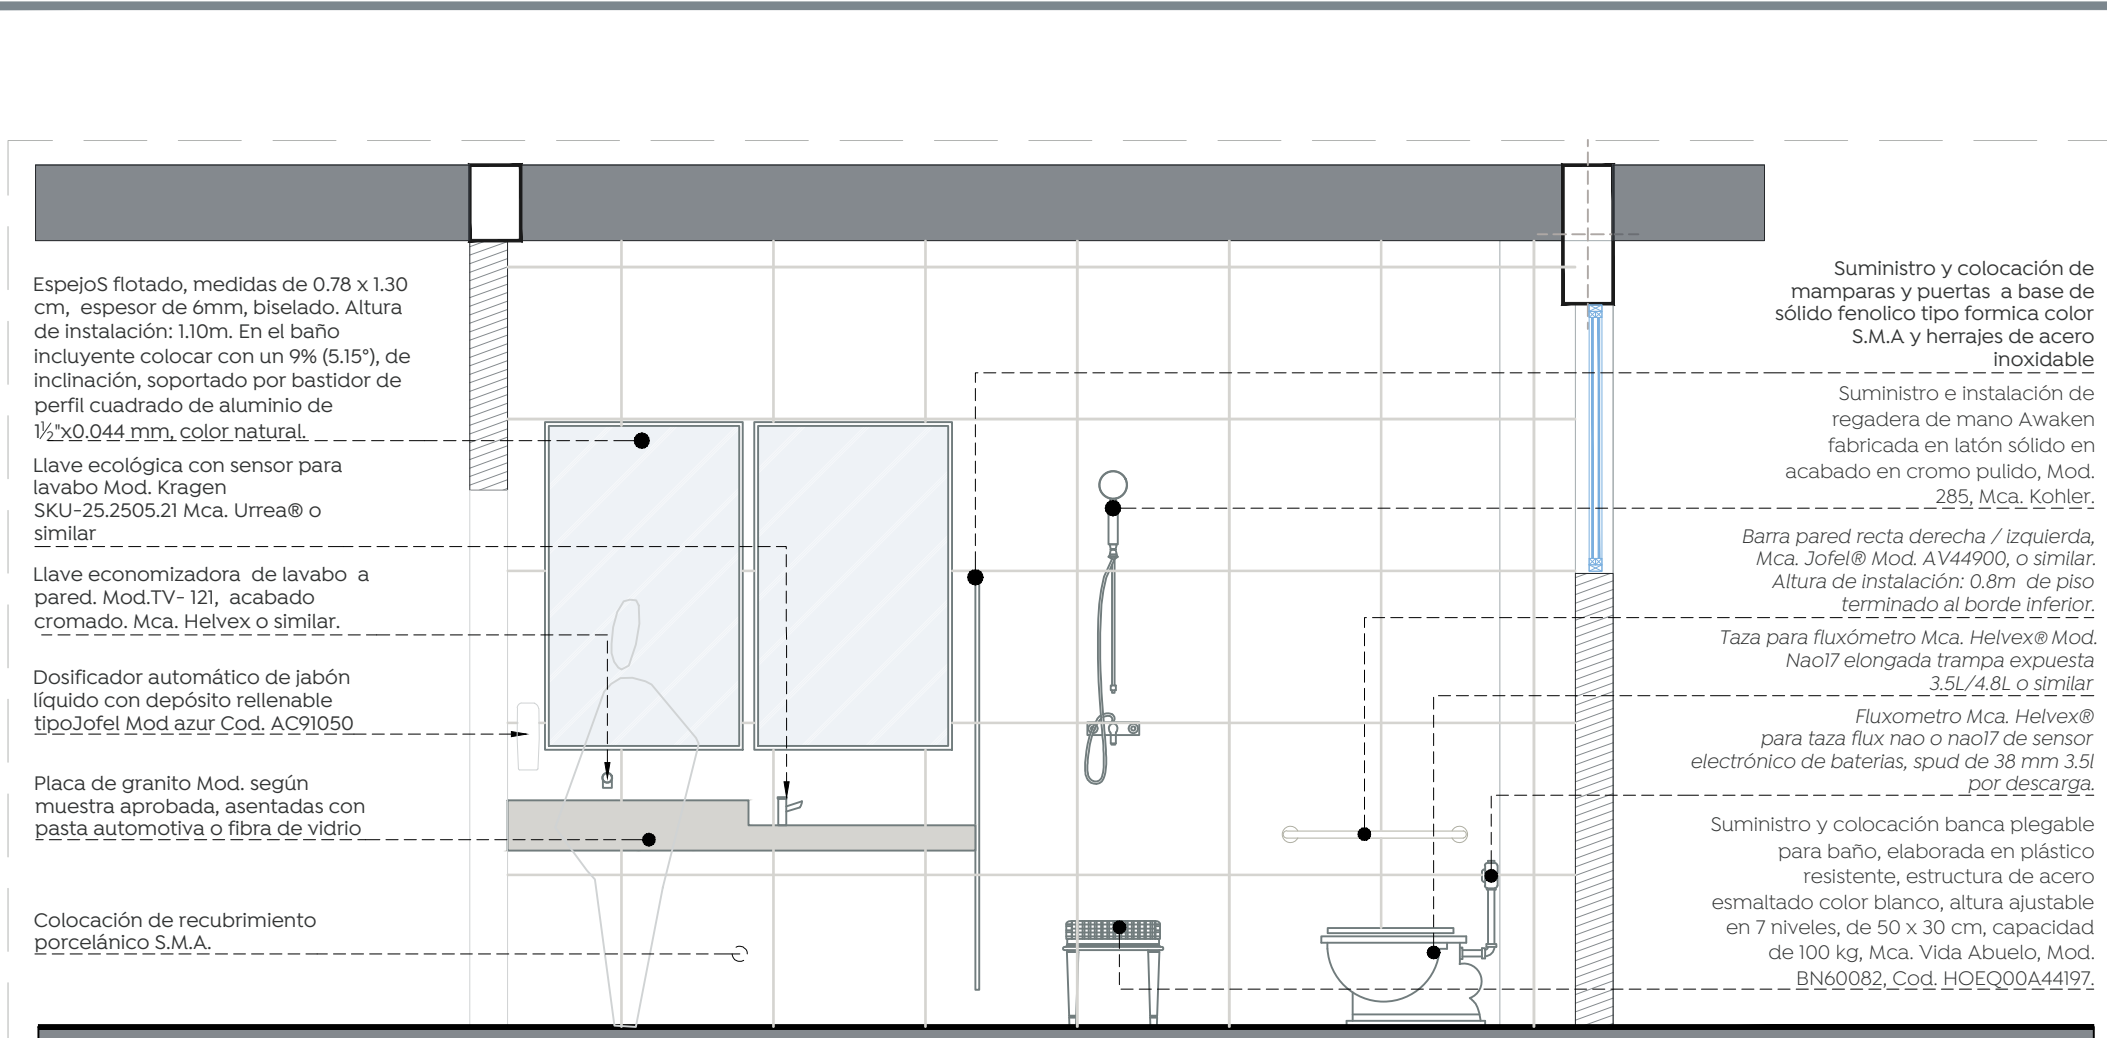 EspejoS flotado, medidas de 0.78 x 1.30
cm, espesor de 6mm, biselado. Altura
de instalación: 1.10m. En el baño
incluyente colocar con un 9% (5.15°), de
inclinación, soportado por bastidor de
perfil cuadrado de aluminio de
1½"x0.044 mm, color natural.
Llave ecológica con sensor para
lavabo Mod. Kragen
SKU-25.2505.21 Mca. Urrea® o
similar
Llave economizadora de lavabo a
pared. Mod.TV- 121, acabado
cromado. Mca. Helvex o similar.
Dosificador automático de jabón
líquido con depósito rellenable
tipoJofel Mod azur Cod. AC91050
Placa de granito Mod. según
muestra aprobada, asentadas con
pasta automotiva o fibra de vidrio
Colocación de recubrimiento
porcelánico S.M.A.
Suministro y colocación de
mamparas y puertas a base de
sólido fenolico tipo formica color
S.M.A y herrajes de acero
inoxidable
Suministro e instalación de
regadera de mano Awaken
fabricada en latón sólido en
acabado en cromo pulido, Mod.
285, Mca. Kohler.
Barra pared recta derecha / izquierda,
Mca. Jofel® Mod. AV44900, o similar.
Altura de instalación: 0.8m de piso
terminado al borde inferior.
Taza para fluxómetro Mca. Helvex® Mod.
Nao17 elongada trampa expuesta
3.5L/4.8L o similar
Fluxometro Mca. Helvex®
para taza flux nao o nao17 de sensor
electrónico de baterias, spud de 38 mm 3.5l
por descarga.
Suministro y colocación banca plegable
para baño, elaborada en plástico
resistente, estructura de acero
esmaltado color blanco, altura ajustable
en 7 niveles, de 50 x 30 cm, capacidad
de 100 kg, Mca. Vida Abuelo, Mod.
BN60082, Cod. HOEQ00A44197.